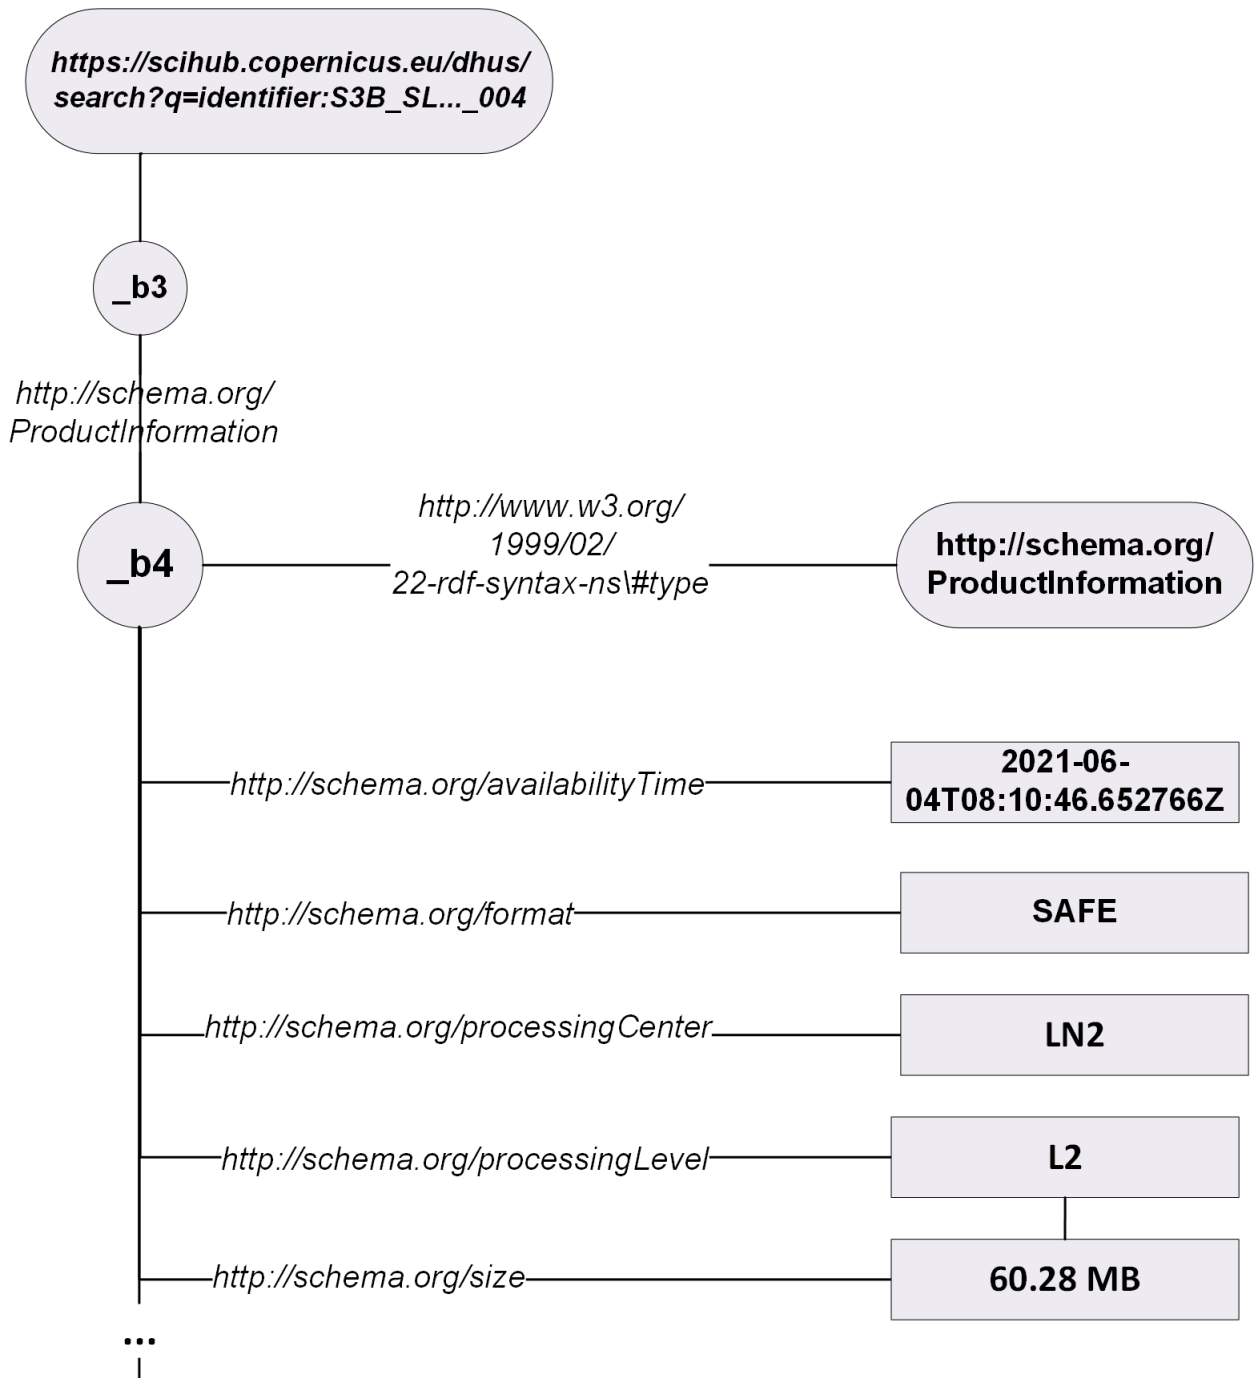 https://scihub.copernicus.eu/dhus/
search?q=identifier:S3B_SL..._004
_b3
http://schema.org/
ProductInformation
_b4
http://www.w3.org/
1999/02/
22-rdf-syntax-ns\#type
http://schema.org/
ProductInformation
http://schema.org/availabilityTime
2021-06-
04T08:10:46.652766Z
http://schema.org/format
SAFE
http://schema.org/processingCenter
LN2
http://schema.org/processingLevel
L2
http://schema.org/size
60.28 MB
...